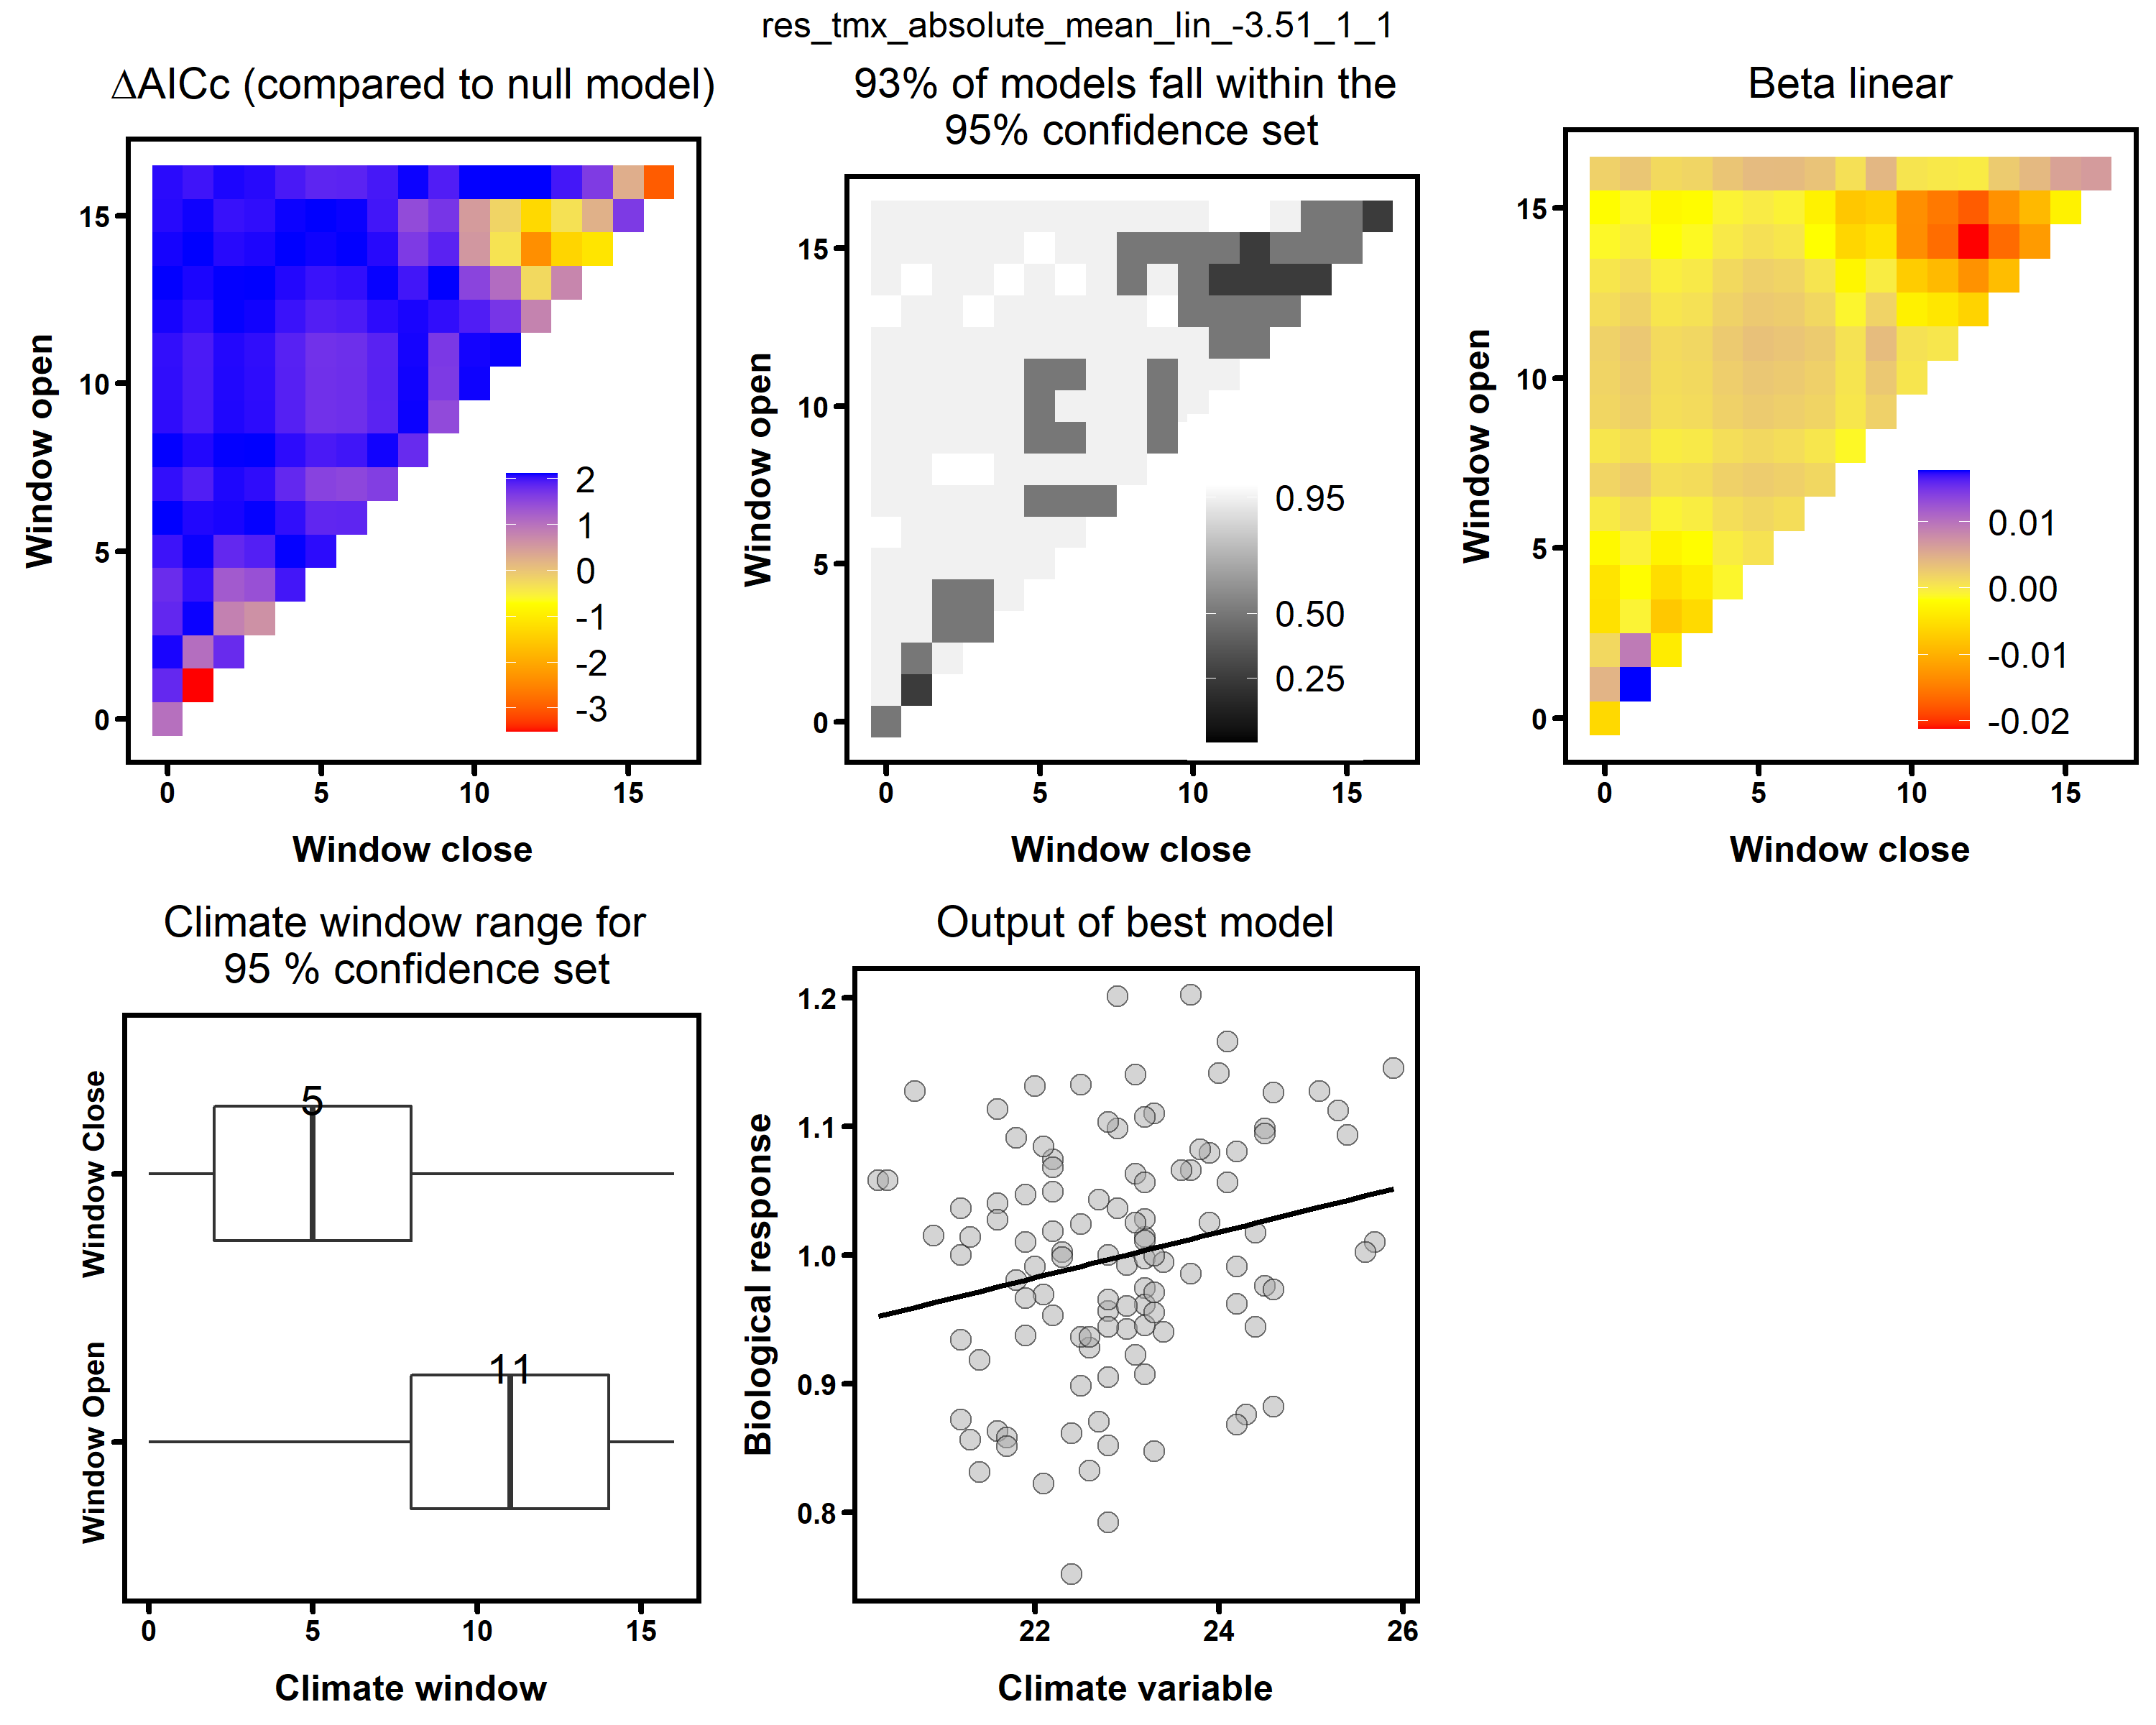 res_tmx_absolute_mean_lin_-3.51_1_1
ΔAICc (compared to null model)
Window open
15
10
5
0
2
1
0
-1
-2
-3
0 5 10 15
Window close
93% of models fall within the
95% confidence set
Window open
15
10
5
0
0.95
0.50
0.25
0 5 10 15
Window close
Beta linear
Window open
15
10
5
0
0.01
0.00
-0.01
-0.02
0 5 10 15
Window close
Climate window range for
95 % confidence set
Window Close
5
Window Open
11
0 5 10 15
Climate window
Output of best model
Biological response
1.2
1.1
1.0
0.9
0.8
22 24 26
Climate variable